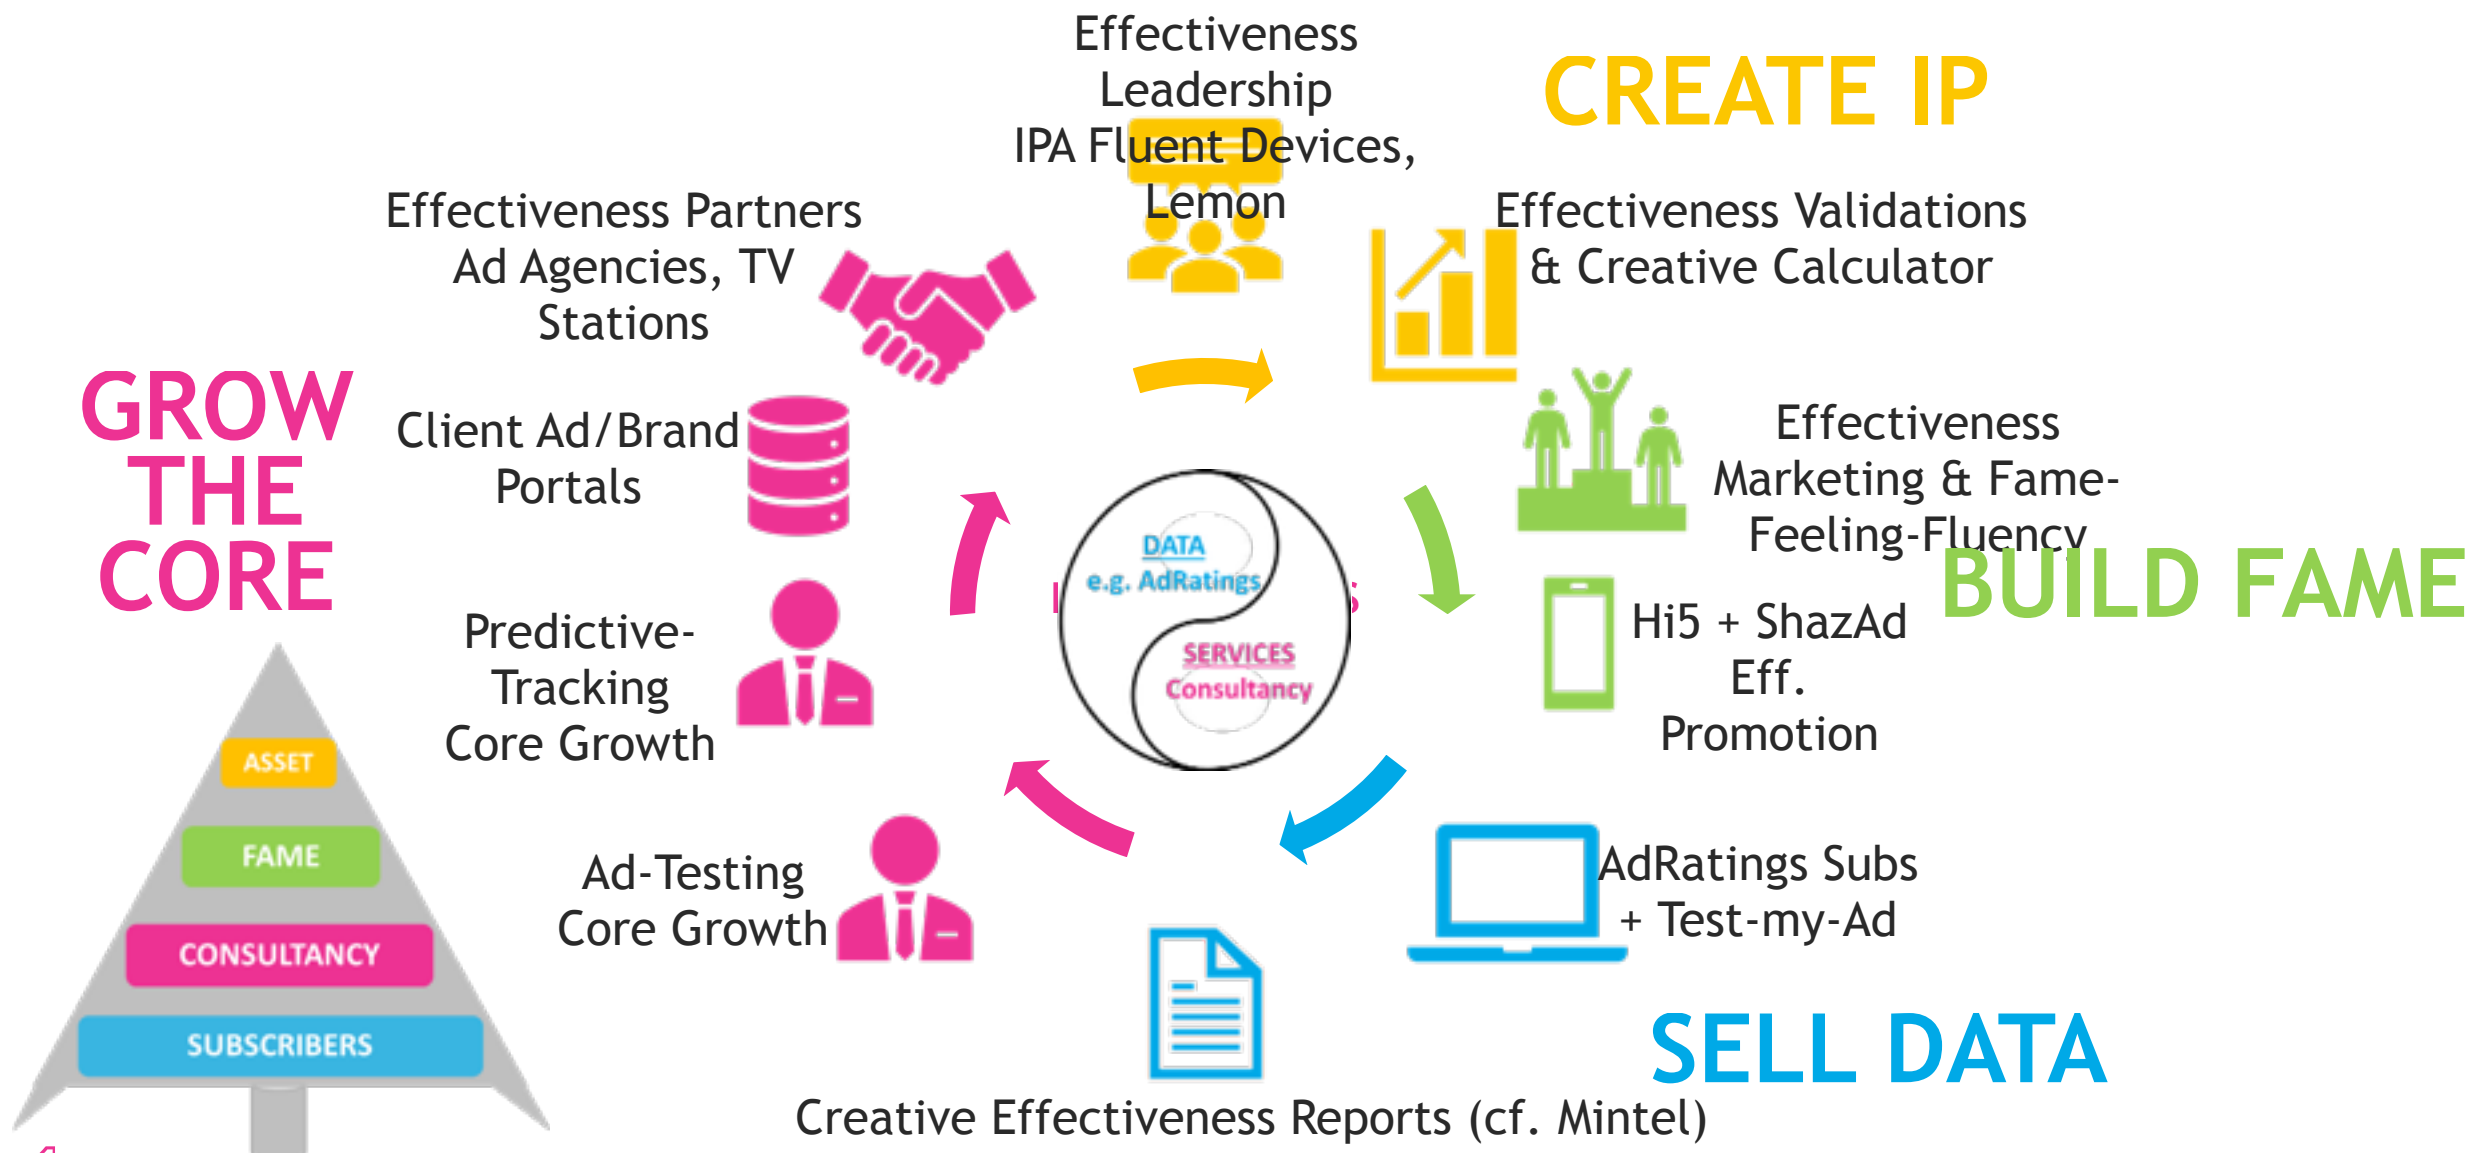 Effectiveness
Leadership
IPA Fluent Devices,
Lemon
CREATE IP
Effectiveness Validations
& Creative Calculator
Effectiveness
Marketing & Fame-
Feeling-Fluency
BUILD FAME
Hi5 + ShazAd
Eff.
Promotion
AdRatings Subs
+ Test-my-Ad
SELL DATA
Creative Effectiveness Reports (cf. Mintel)
Ad-Testing
Core Growth
Predictive-
Tracking
Core Growth
Client Ad/Brand
Portals
Effectiveness Partners
Ad Agencies, TV
Stations
GROW
THE
CORE
DATA
e.g. AdRatings
SERVICES
Consultancy
ASSET
FAME
CONSULTANCY
SUBSCRIBERS